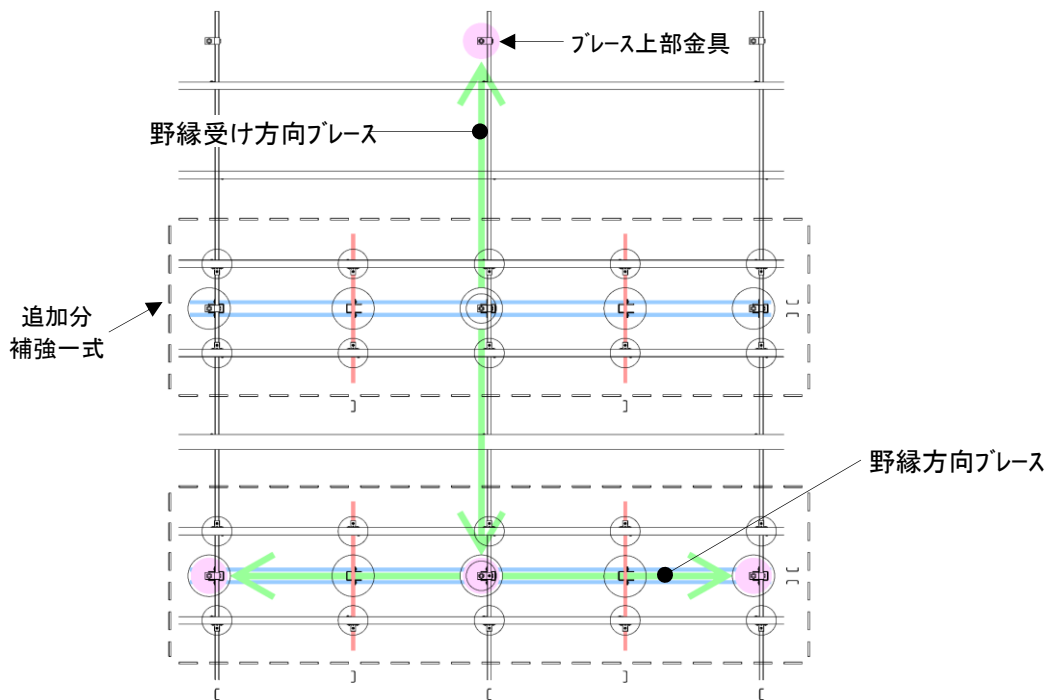 ブレース上部金具
野縁受け方向ブレース
追加分
補強一式
野縁方向ブレース